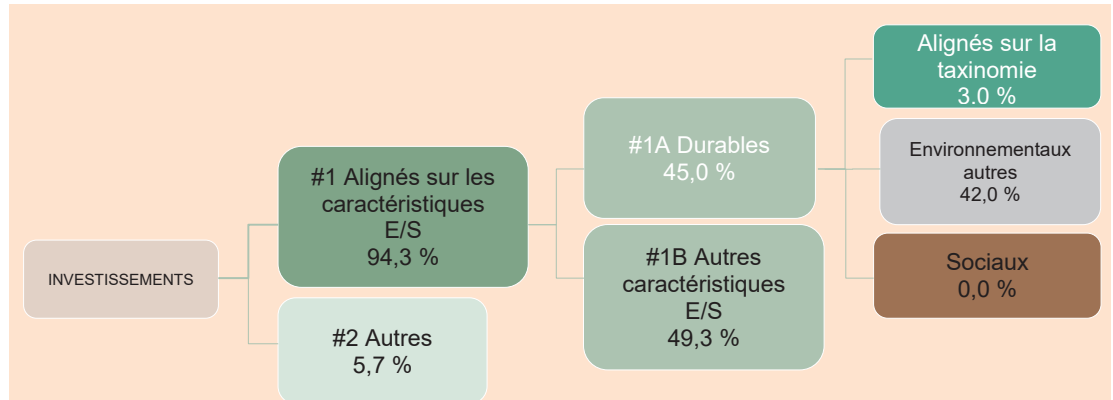 INVESTISSEMENTS
#1 Alignés sur les
caractéristiques
E/S
94,3 %
#2 Autres
5,7 %
#1A Durables
45,0 %
#1B Autres
caractéristiques
E/S
49,3 %
Alignés sur la
taxinomie
3.0 %
Environnementaux
autres
42,0 %
Sociaux
0,0 %